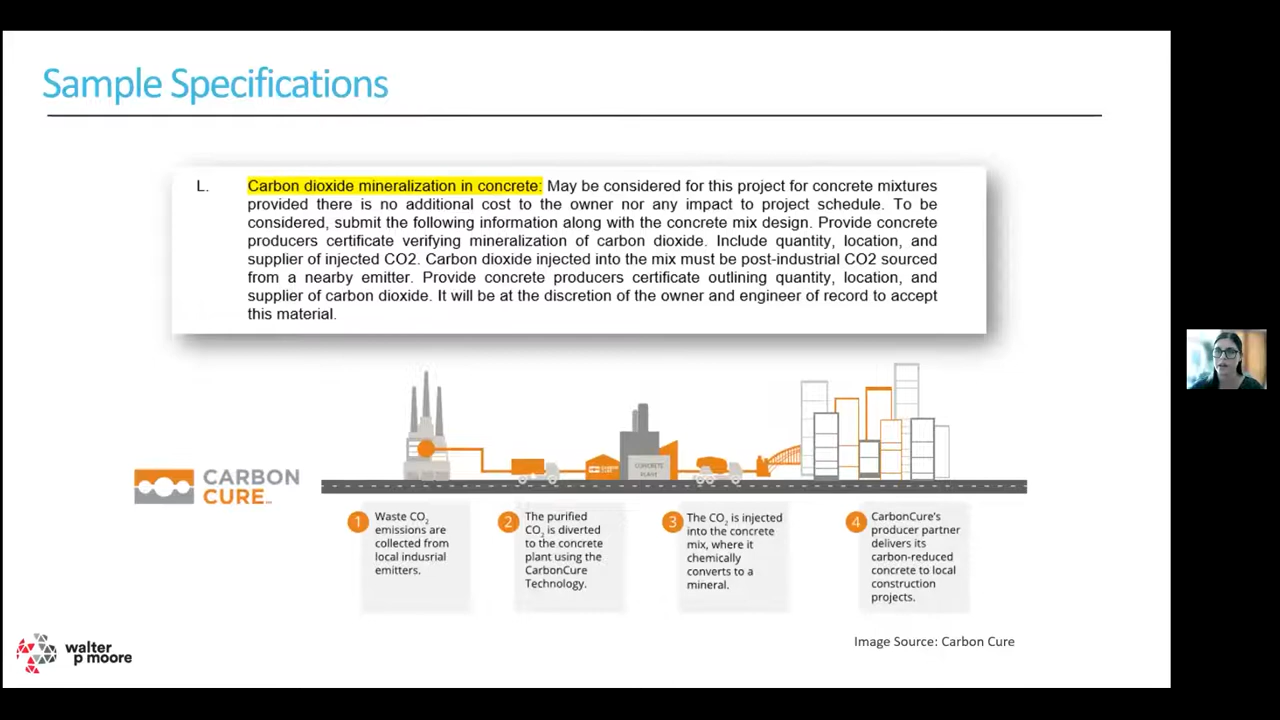 Sample Specifications
L. Carbon dioxide mineralization in concrete: May be considered for this project for concrete mixtures
provided there is no additional cost to the owner nor any impact to project schedule. To be
considered, submit the following information along with the concrete mix design. Provide concrete
producers certificate verifying mineralization of carbon dioxide. Include quantity, location, and
supplier of injected CO2. Carbon dioxide injected into the mix must be post-industrial CO2 sourced
from a nearby emitter. Provide concrete producers certificate outlining quantity, location, and
supplier of carbon dioxide. It will be at the discretion of the owner and engineer of record to accept
this material.
CONCRETE
PLANT
CARBON
CURE
1
Waste CO2
emissions are
collected from
local indusrial
emitters.
2
The purified
CO2 is diverted
to the concrete
plant using the
CarbonCure
Technology.
3
The CO2 is injected
into the concrete
mix, where it
chemically
converts to a
mineral.
4
CarbonCure's
producer partner
delivers its
carbon-reduced
concrete to local
construction
projects.
walter
p moore
Image Source: Carbon Cure